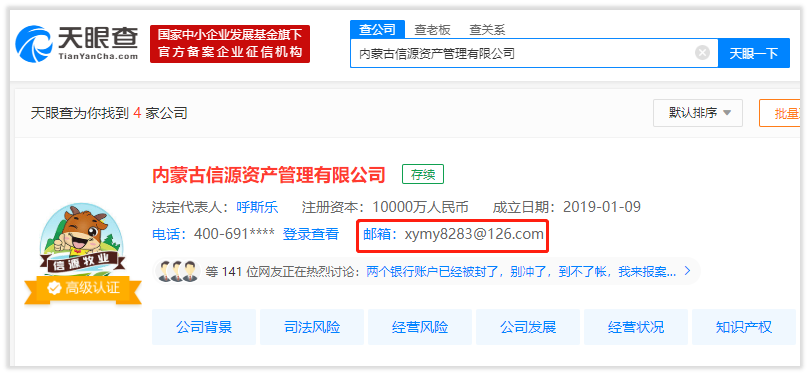 天眼查
TianYanCha.com
国家中小企业发展基金旗下
官方备案企业征信机构
查公司 查老板 查关系
内蒙古信源资产管理有限公司
天眼一下
天眼查为你找到 4 家公司
默认排序
批量
内蒙古信源资产管理有限公司
存续
法定代表人：呼斯乐 注册资本：10000万人民币 成立日期：2019-01-09
电话：400-691**** 登录查看 邮箱：xymy8283@126.com
信源牧业
高级认证
等 141 位网友正在热烈讨论：两个银行账户已经被封了，别冲了，到不了帐，我来报案...
公司背景 司法风险 经营风险 公司发展 经营状况 知识产权